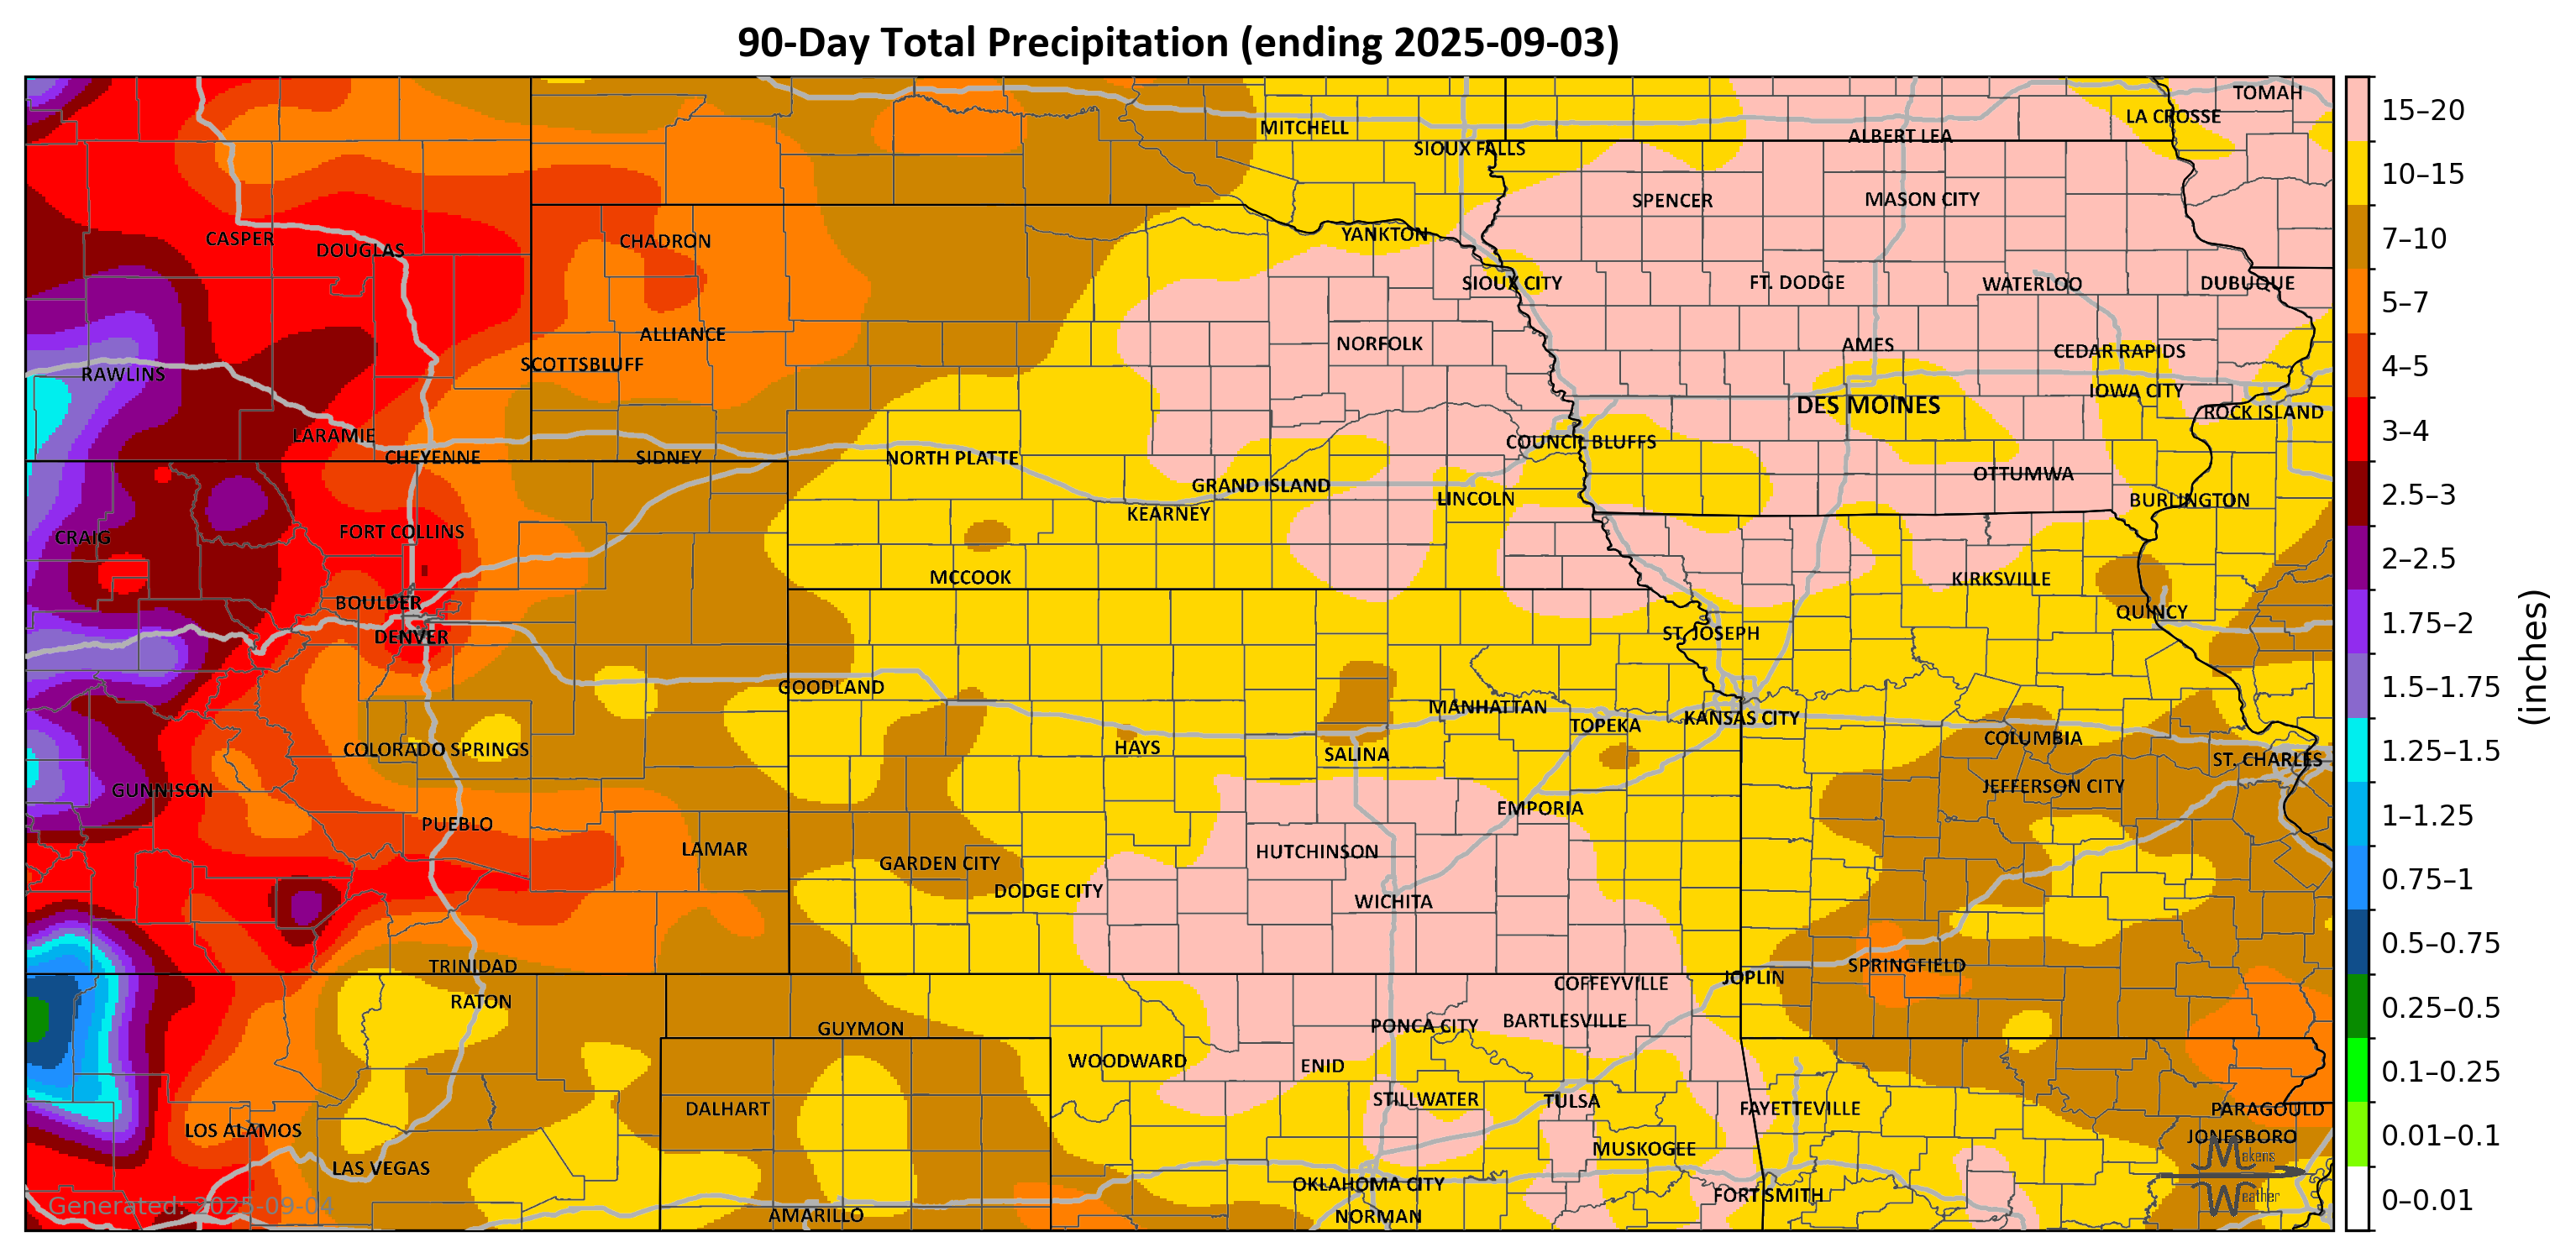 90-Day Total Precipitation (ending 2025-09-03)
TOMAH
LA CROSSE
MITCHELL
ALBERT LEA
SIOUX FALLS
SPENCER
MASON CITY
YANKTON
CASPER
CHADRON
DOUGLAS
SIOUX CITY
FT. DODGE
WATERLOO
DUBUQUE
ALLIANCE
NORFOLK
AMES
CEDAR RAPIDS
SCOTTSBLUFF
RAWLINS
IOWA CITY
DES MOINES
ROCK ISLAND
LARAMIE
COUNCIL BLUFFS
CHEYENNE
SIDNEY
NORTH PLATTE
OTTUMWA
GRAND ISLAND
LINCOLN
BURLINGTON
KEARNEY
FORT COLLINS
CRAIG
MCCOOK
KIRKSVILLE
BOULDER
QUINCY
DENVER
ST. JOSEPH
GOODLAND
MANHATTAN
KANSAS CITY
TOPEKA
COLUMBIA
COLORADO SPRINGS
HAYS
SALINA
ST. CHARLES
GUNNISON
JEFFERSON CITY
EMPORIA
PUEBLO
LAMAR
HUTCHINSON
GARDEN CITY
DODGE CITY
WICHITA
TRINIDAD
SPRINGFIELD
JOPLIN
COFFEYVILLE
RATON
BARTLESVILLE
GUYMON
PONCA CITY
WOODWARD
ENID
STILLWATER
TULSA
DALHART
FAYETTEVILLE
PARAGOULD
LOS ALAMOS
JONESBORO
MUSKOGEE
LAS VEGAS
OKLAHOMA CITY
FORT SMITH
AMARILLO
NORMAN
Generated: 2025-09-04
Makens
Weather
15–20
10–15
7–10
5–7
4–5
3–4
2.5–3
2–2.5
1.75–2
1.5–1.75
1.25–1.5
1–1.25
0.75–1
0.5–0.75
0.25–0.5
0.1–0.25
0.01–0.1
0–0.01
(inches)